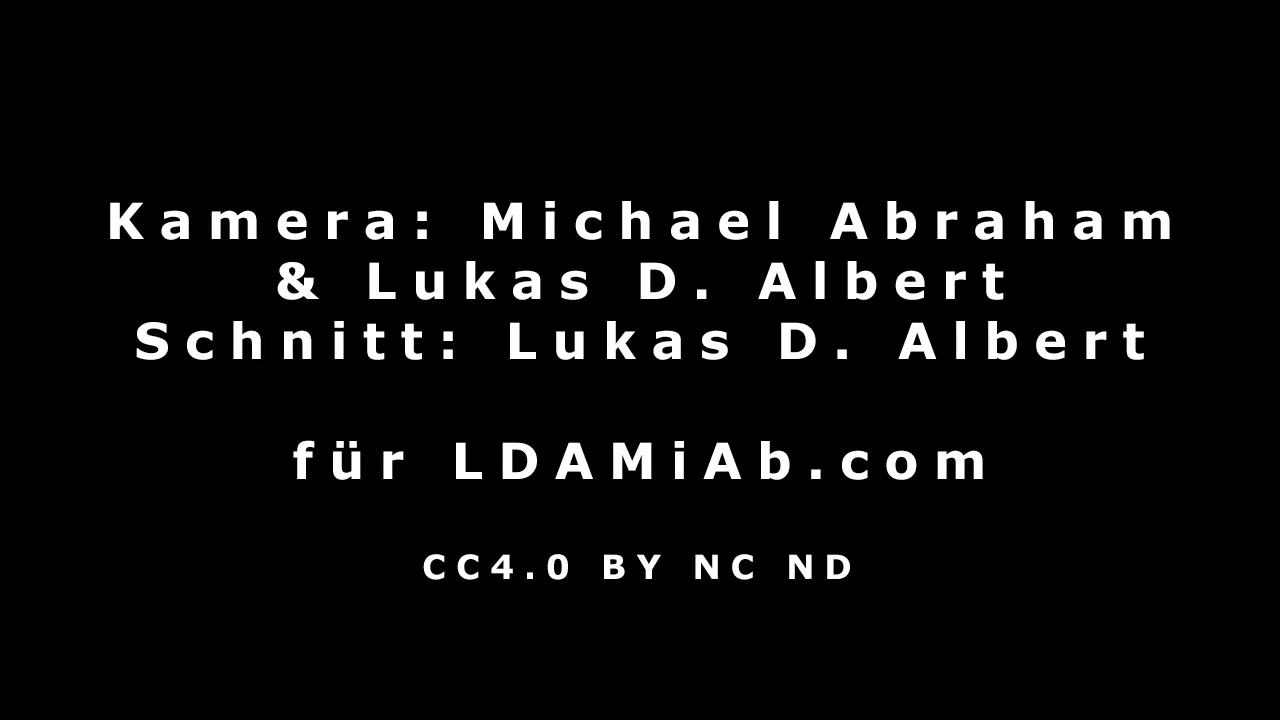 Kamera: Michael Abraham
& Lukas D. Albert
Schnitt: Lukas D. Albert
für LDAMiAb.com
CC4.0 BY NC ND